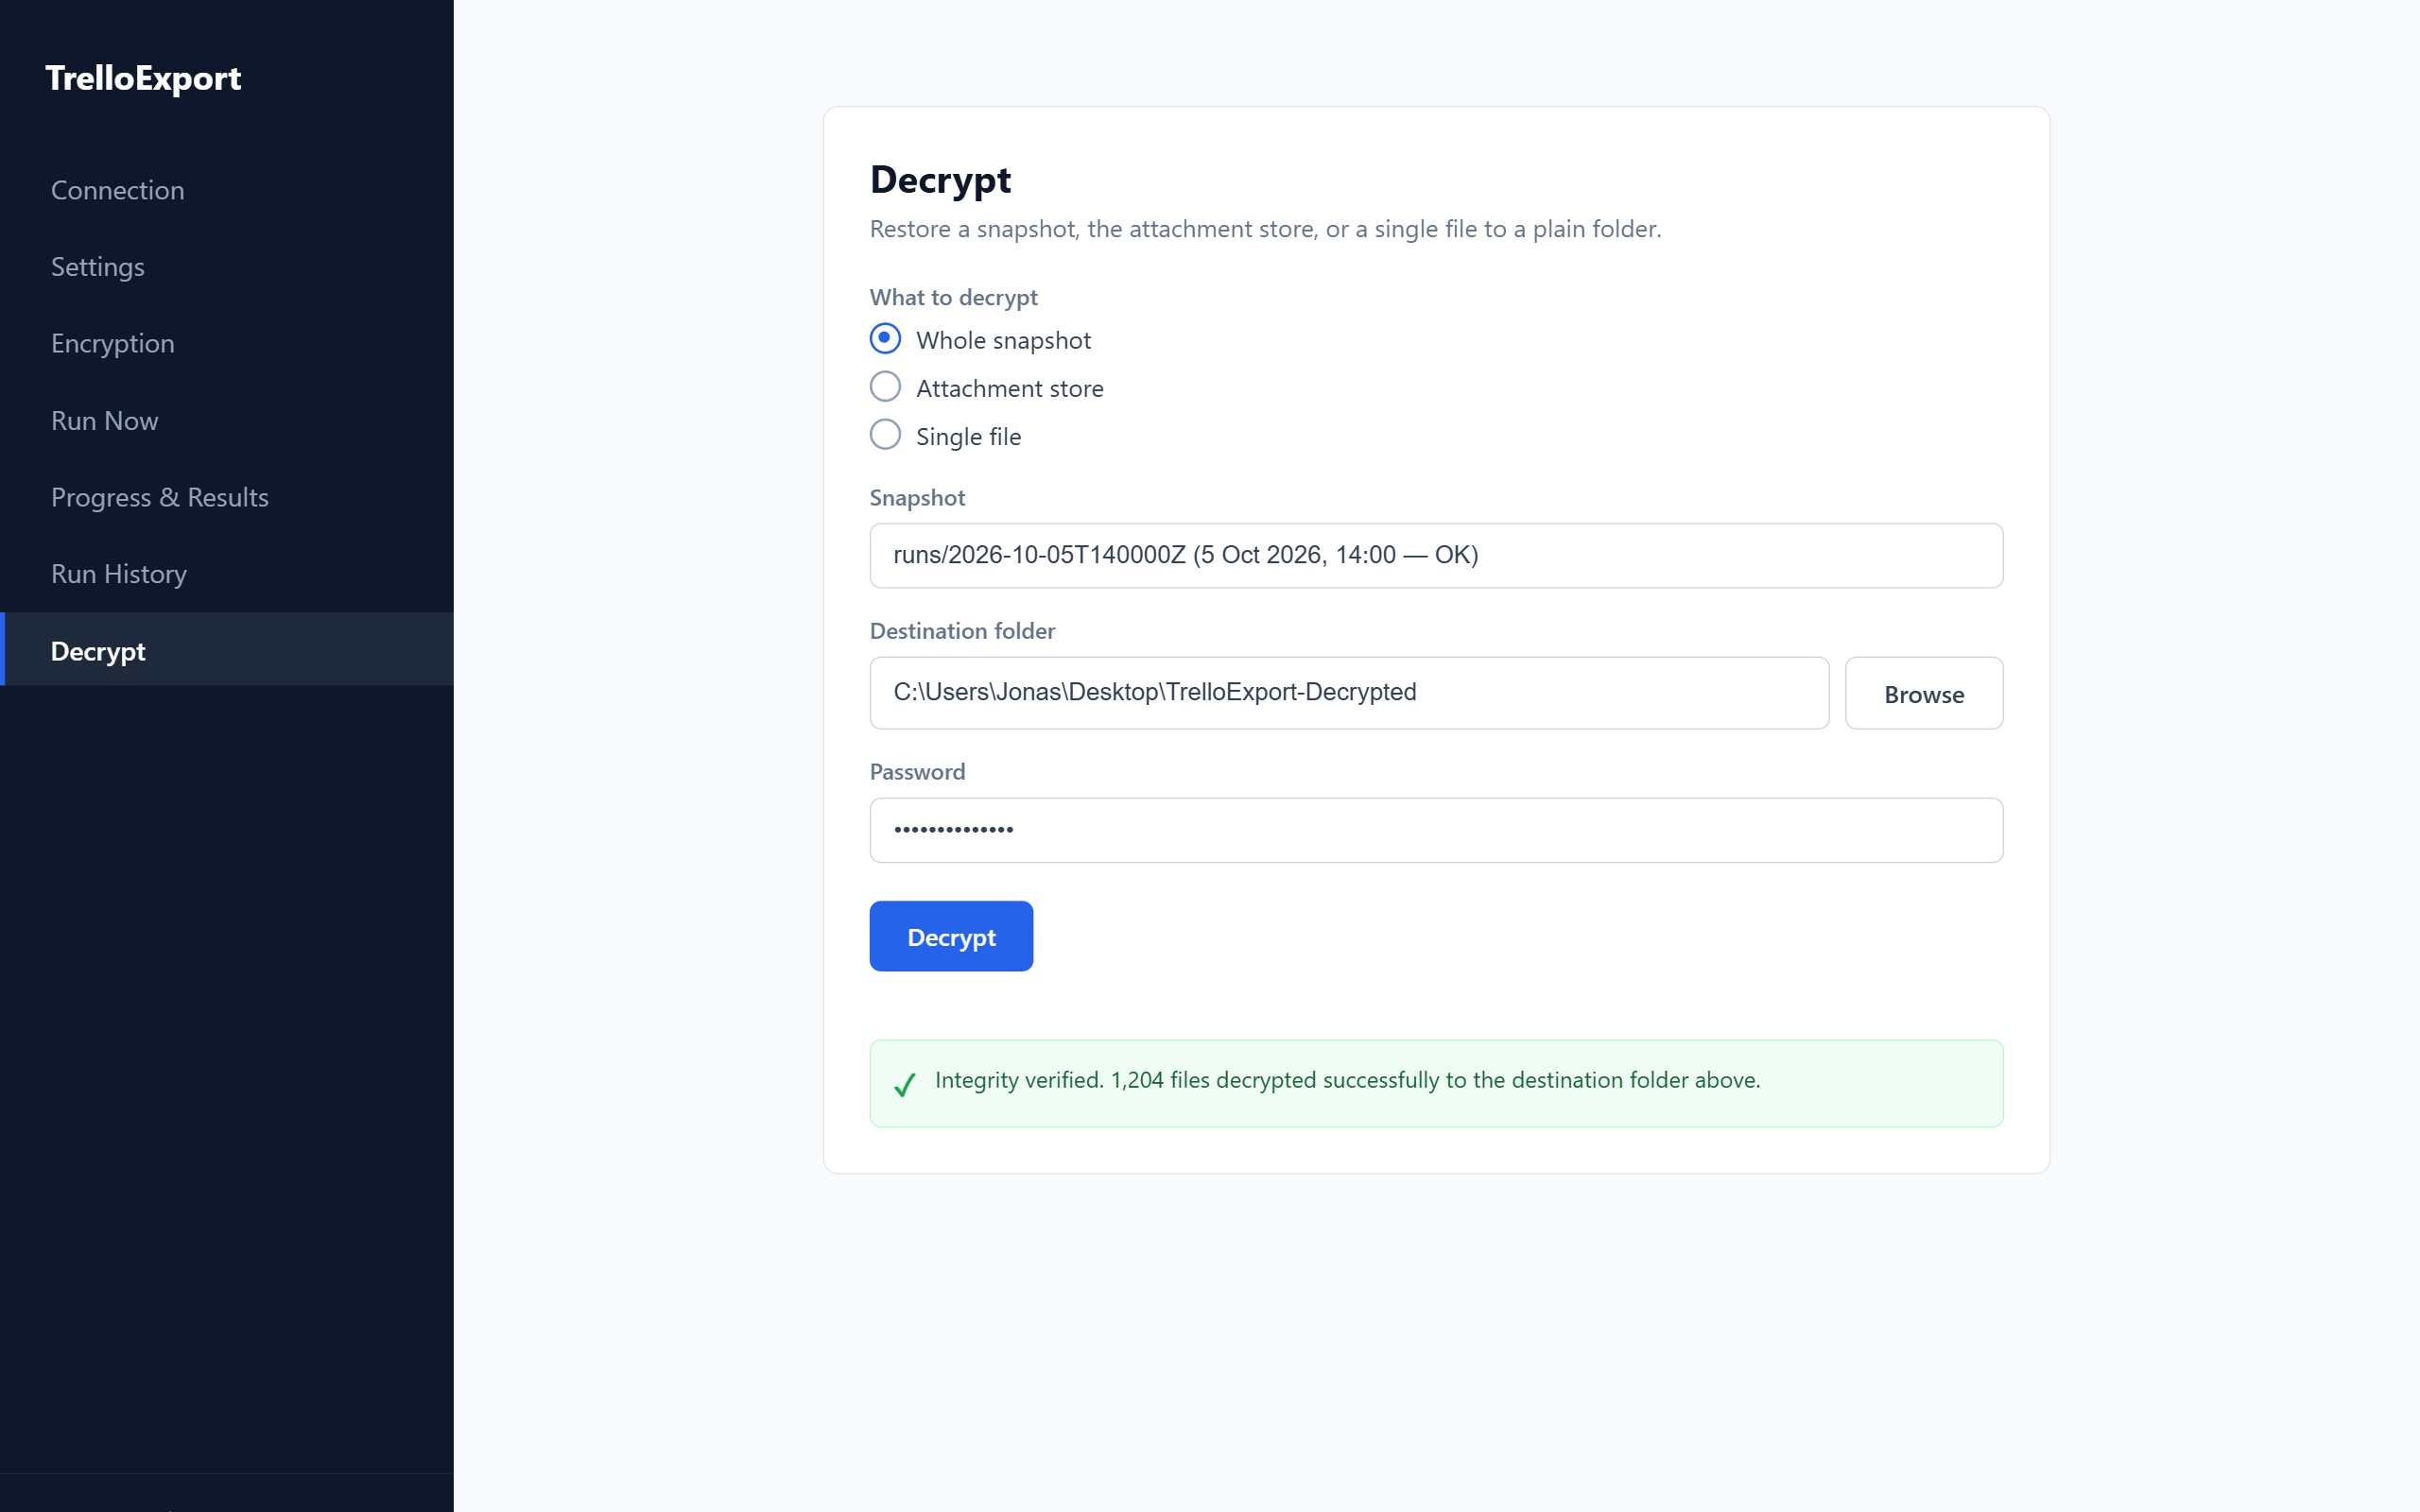 TrelloExport
Connection
Settings
Encryption
Run Now
Progress & Results
Run History
Decrypt
Decrypt
Restore a snapshot, the attachment store, or a single file to a plain folder.
What to decrypt
Whole snapshot
Attachment store
Single file
Snapshot
runs/2026-10-05T140000Z (5 Oct 2026, 14:00 — OK)
Destination folder
C:\Users\Jonas\Desktop\TrelloExport-Decrypted
Browse
Password
••••••••••••••
Decrypt
✓ Integrity verified. 1,204 files decrypted successfully to the destination folder above.